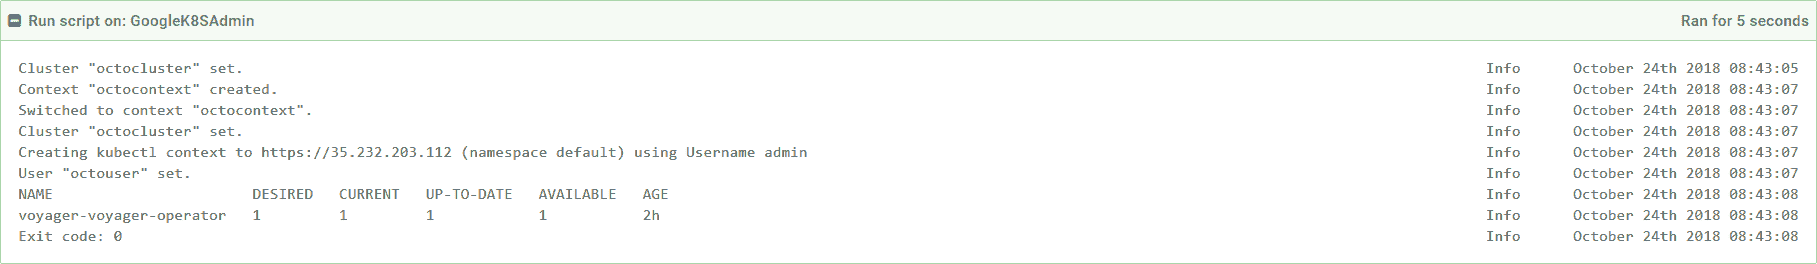 Run script on: GoogleK8SAdmin Ran for 5 seconds
Cluster "octocluster" set. Info October 24th 2018 08:43:05
Context "octocontext" created. Info October 24th 2018 08:43:07
Switched to context "octocontext". Info October 24th 2018 08:43:07
Cluster "octocluster" set. Info October 24th 2018 08:43:07
Creating kubectl context to https://35.232.203.112 (namespace default) using Username admin Info October 24th 2018 08:43:07
User "octouser" set. Info October 24th 2018 08:43:07
NAME DESIRED CURRENT UP-TO-DATE AVAILABLE AGE Info October 24th 2018 08:43:08
voyager-voyager-operator 1 1 1 1 2h Info October 24th 2018 08:43:08
Exit code: 0 Info October 24th 2018 08:43:08